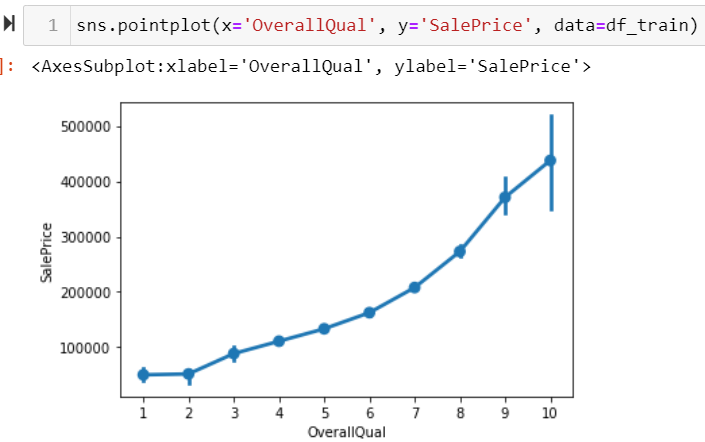 1 sns.pointplot(x='OverallQual', y='SalePrice', data=df_train)
]: <AxesSubplot:xlabel='OverallQual', ylabel='SalePrice'>
500000
400000
300000
200000
100000
SalePrice
1 2 3 4 5 6 7 8 9 10
OverallQual